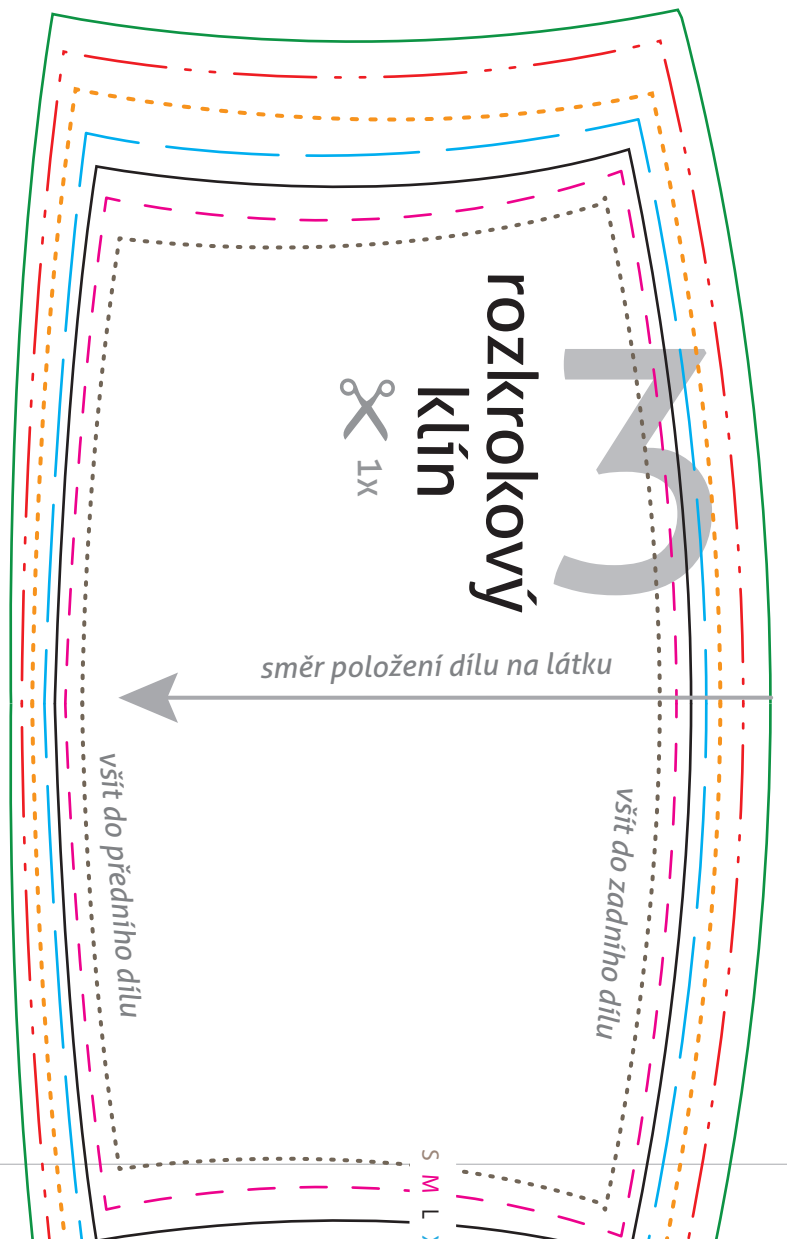 3
rozkrokový
klín
1x
směr položení dílu na látku
všít do předního dílu
všít do zadního dílu
S M L